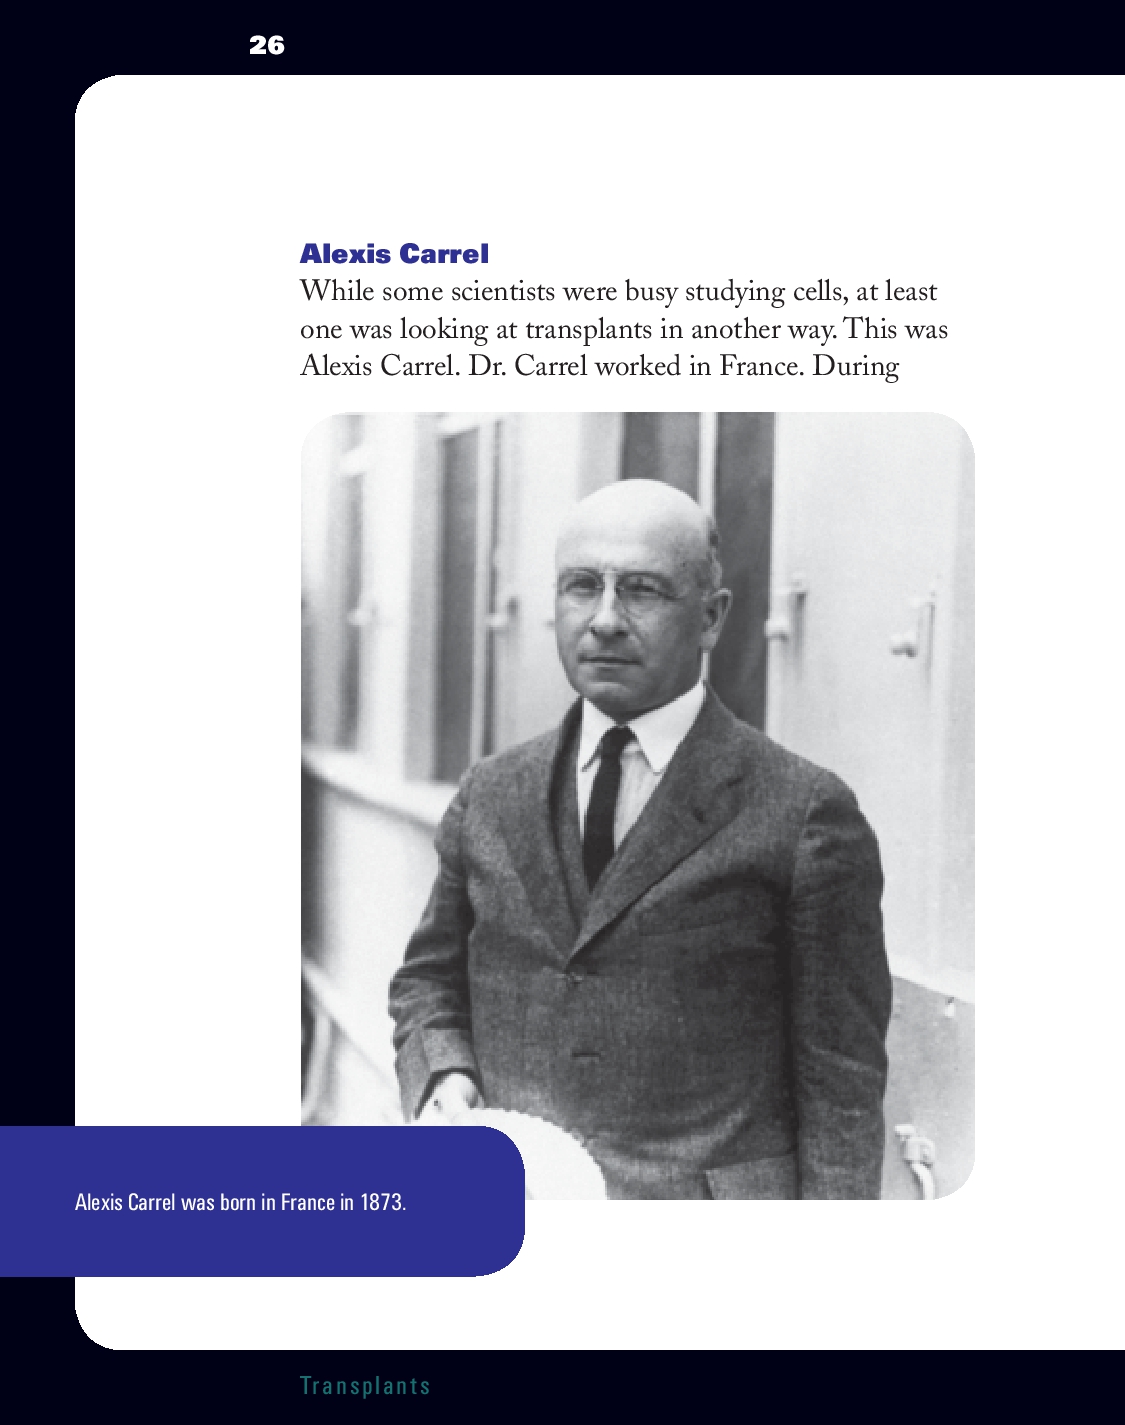 26
Alexis Carrel
While some scientists were busy studying cells, at least
one was looking at transplants in another way. This was
Alexis Carrel. Dr. Carrel worked in France. During
Alexis Carrel was born in France in 1873.
Transplants